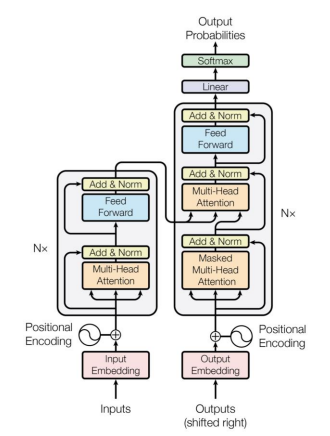 Output
Probabilities
Softmax
Linear
Add & Norm
Feed
Forward
Add & Norm
Multi-Head
Attention
Add & Norm
Masked
Multi-Head
Attention
Nx
Positional
Encoding
Output
Embedding
Outputs
(shifted right)
Add & Norm
Feed
Forward
Add & Norm
Multi-Head
Attention
Nx
Positional
Encoding
Input
Embedding
Inputs